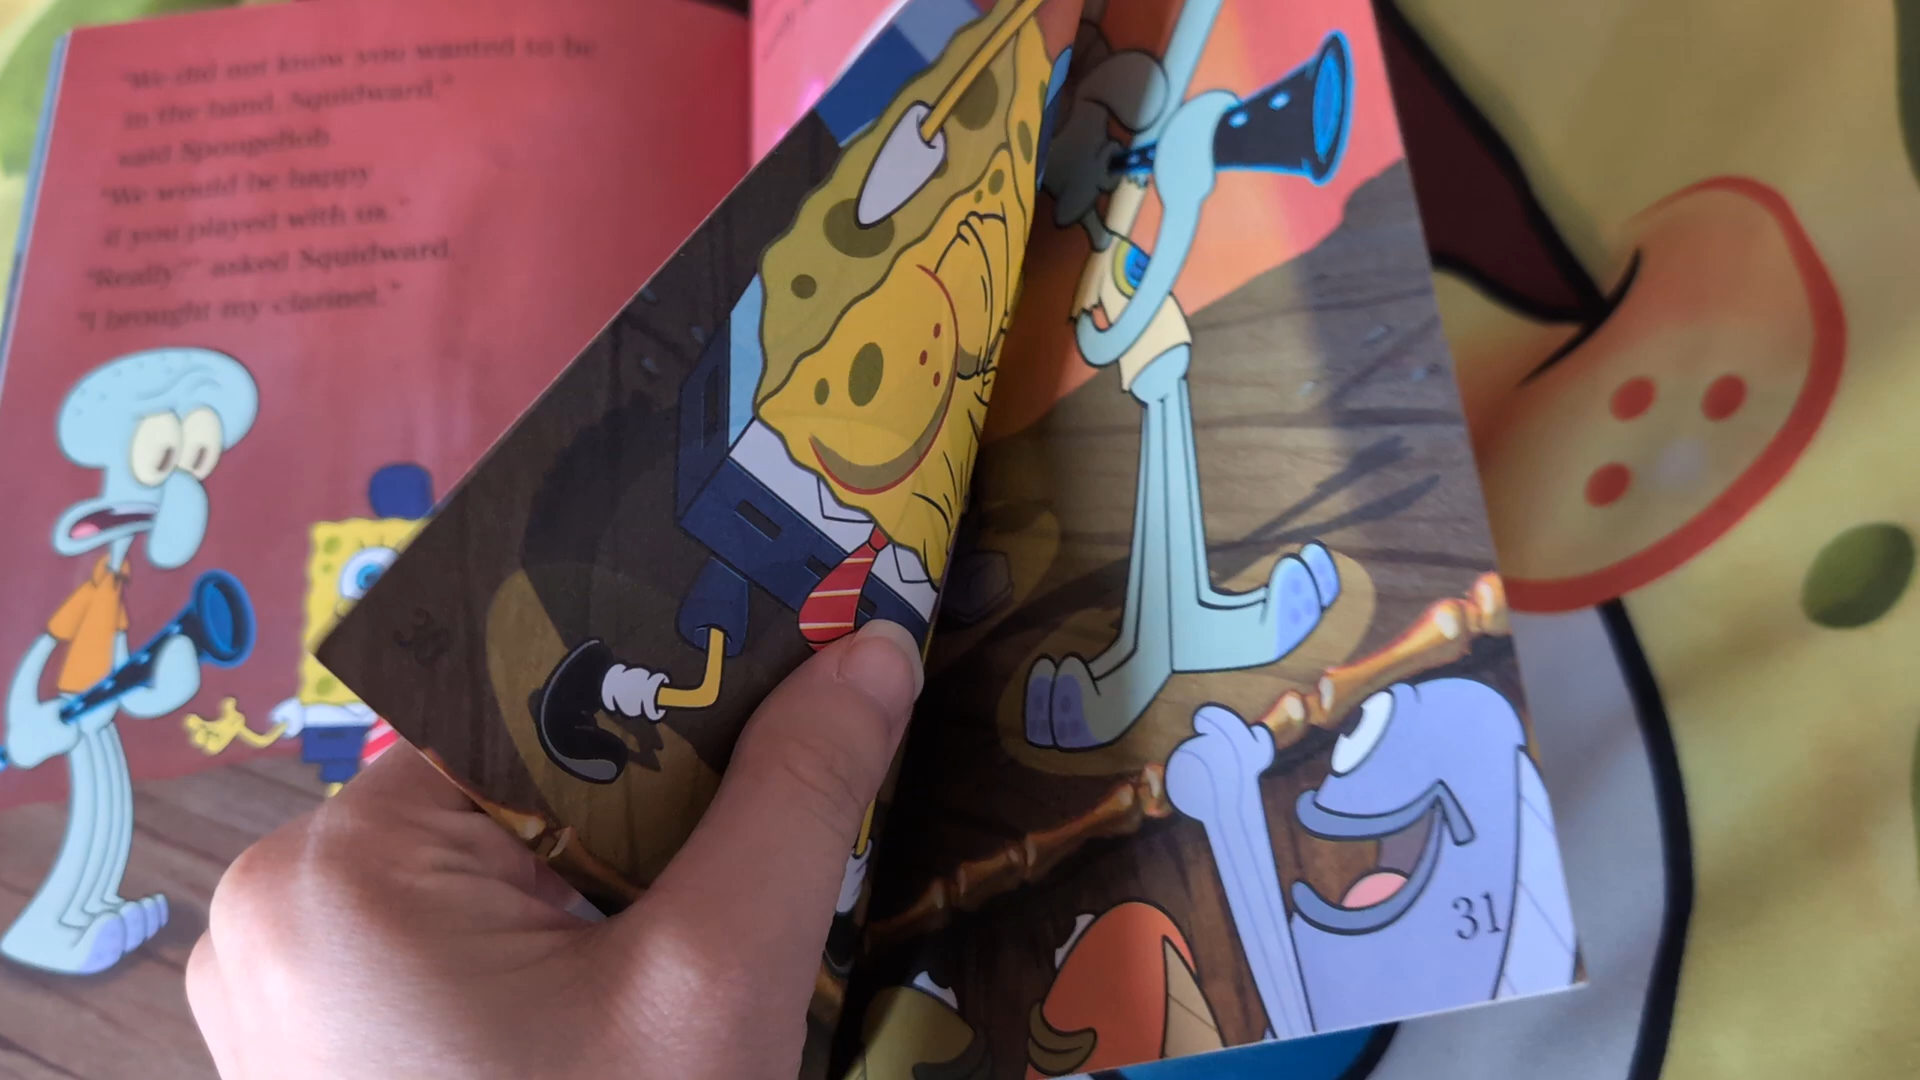 "We did not know you wanted to be
in the band, Squidward,"
said SpongeBob.
"We would be happy
if you played with us."
"Really?" asked Squidward.
"I brought my clarinet."
30
31